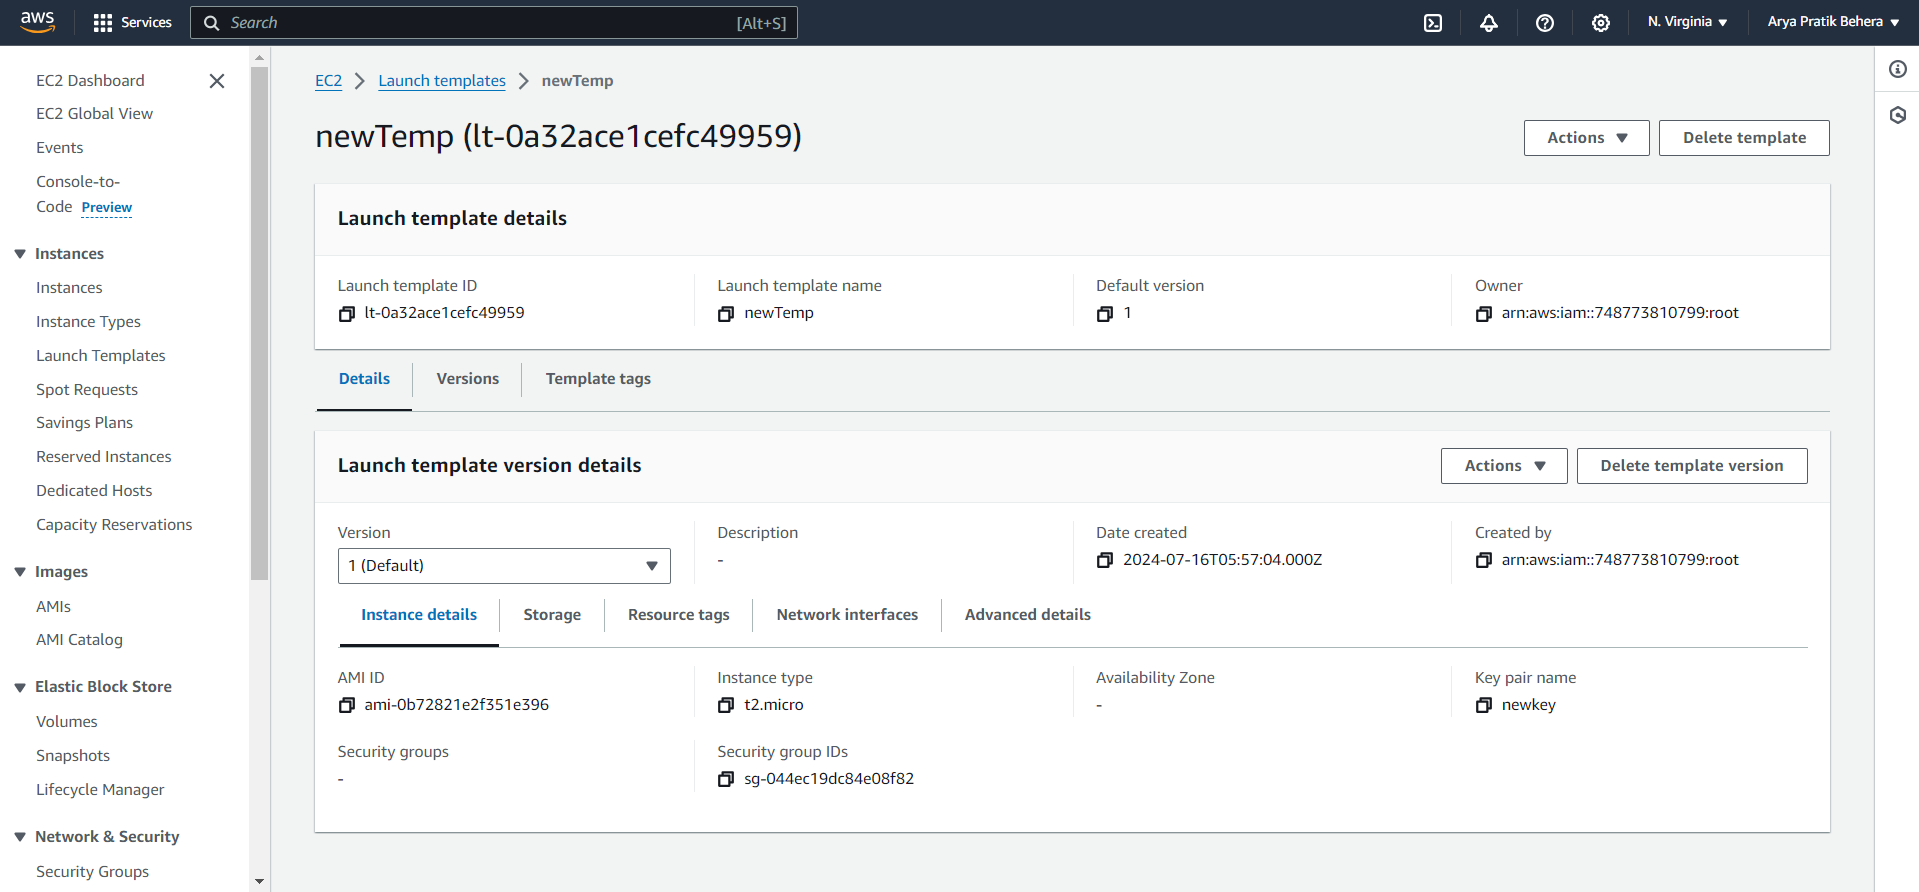 aws
Services
Search
[Alt+S]
N. Virginia
Arya Pratik Behera
EC2 Dashboard
EC2 Global View
Events
Console-to-
Code Preview
Instances
Instances
Instance Types
Launch Templates
Spot Requests
Savings Plans
Reserved Instances
Dedicated Hosts
Capacity Reservations
Images
AMIs
AMI Catalog
Elastic Block Store
Volumes
Snapshots
Lifecycle Manager
Network & Security
Security Groups
EC2
Launch templates
newTemp
newTemp (lt-0a32ace1cefc49959)
Actions
Delete template
Launch template details
Launch template ID
lt-0a32ace1cefc49959
Launch template name
newTemp
Default version
1
Owner
arn:aws:iam::748773810799:root
Details
Versions
Template tags
Launch template version details
Actions
Delete template version
Version
1 (Default)
Description
-
Date created
2024-07-16T05:57:04.000Z
Created by
arn:aws:iam::748773810799:root
Instance details
Storage
Resource tags
Network interfaces
Advanced details
AMI ID
ami-0b72821e2f351e396
Instance type
t2.micro
Availability Zone
-
Key pair name
newkey
Security groups
-
Security group IDs
sg-044ec19dc84e08f82